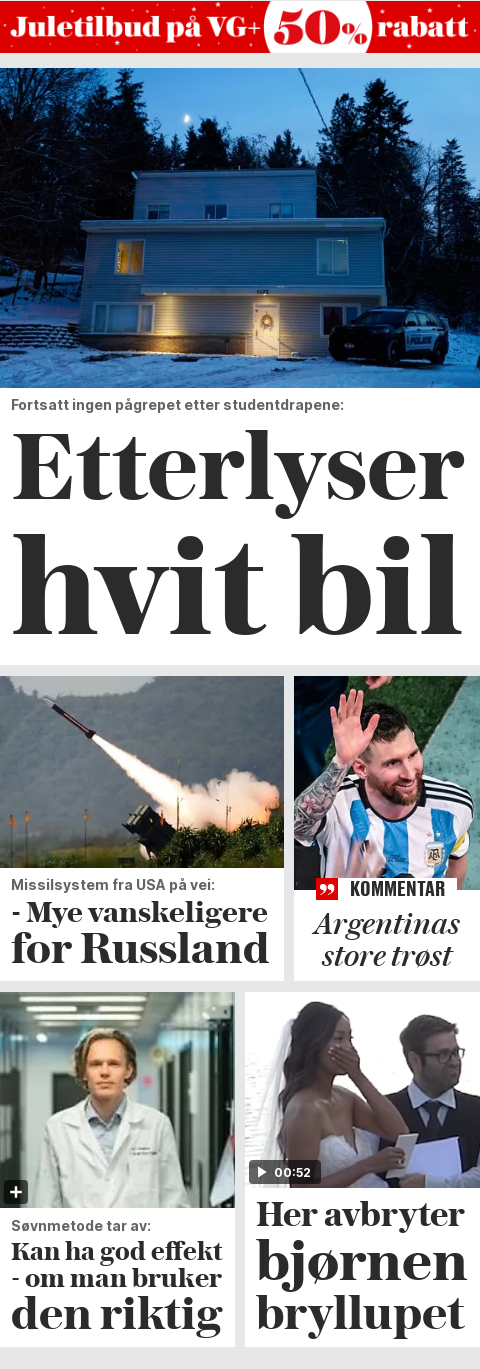 Juletilbud på VG+ 50% rabatt
1122
POLICE
Fortsatt ingen pågrepet etter studentdrapene:
Etterlyser
hvit bil
Missilsystem fra USA på vei:
- Mye vanskeligere
for Russland
KOMMENTAR
Argentinas
store trøst
Søvnmetode tar av:
Kan ha god effekt
- om man bruker
den riktig
00:52
Her avbryter
bjørnen
bryllupet